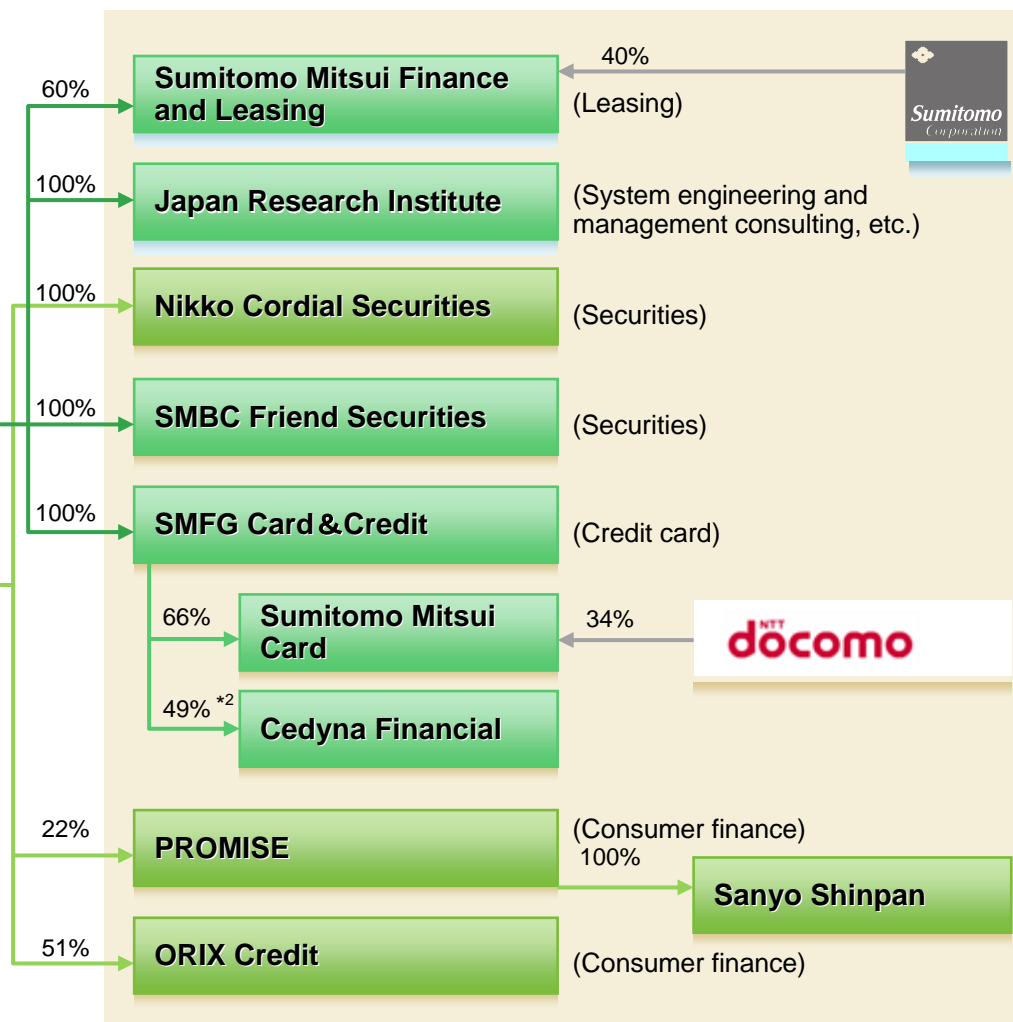 60%
Sumitomo Mitsui Finance
and Leasing
40%
(Leasing)
Sumitomo
Corporation
100%
Japan Research Institute
(System engineering and
management consulting, etc.)
100%
Nikko Cordial Securities
(Securities)
100%
SMBC Friend Securities
(Securities)
100%
SMFG Card &Credit
(Credit card)
66%
Sumitomo Mitsui
Card
34%
NTT
döcomo
49% *2
Cedyna Financial
22%
PROMISE
(Consumer finance)
100%
Sanyo Shinpan
51%
ORIX Credit
(Consumer finance)